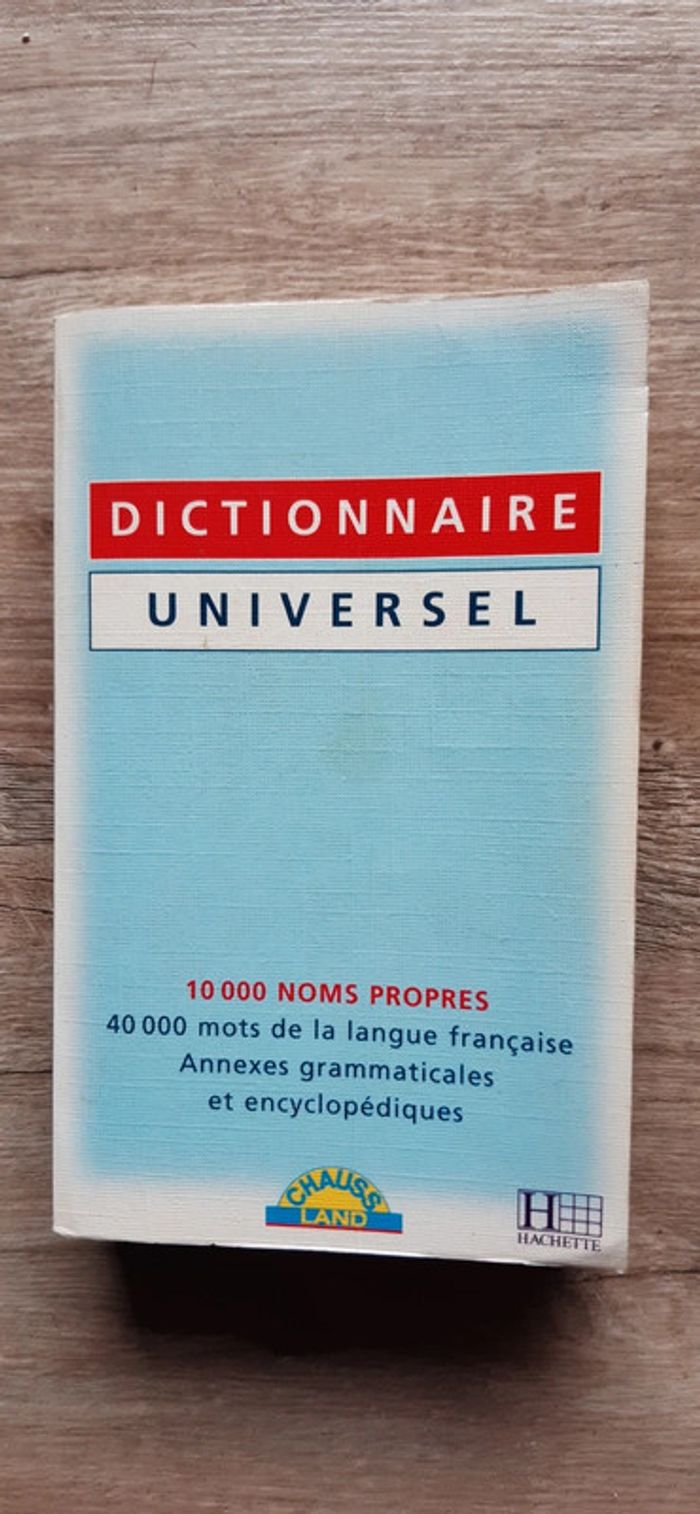 DICTIONNAIRE
UNIVERSEL
10 000 NOMS PROPRES
40 000 mots de la langue française
Annexes grammaticales
et encyclopédiques
CHAUSS
LAND
H
HACHETTE